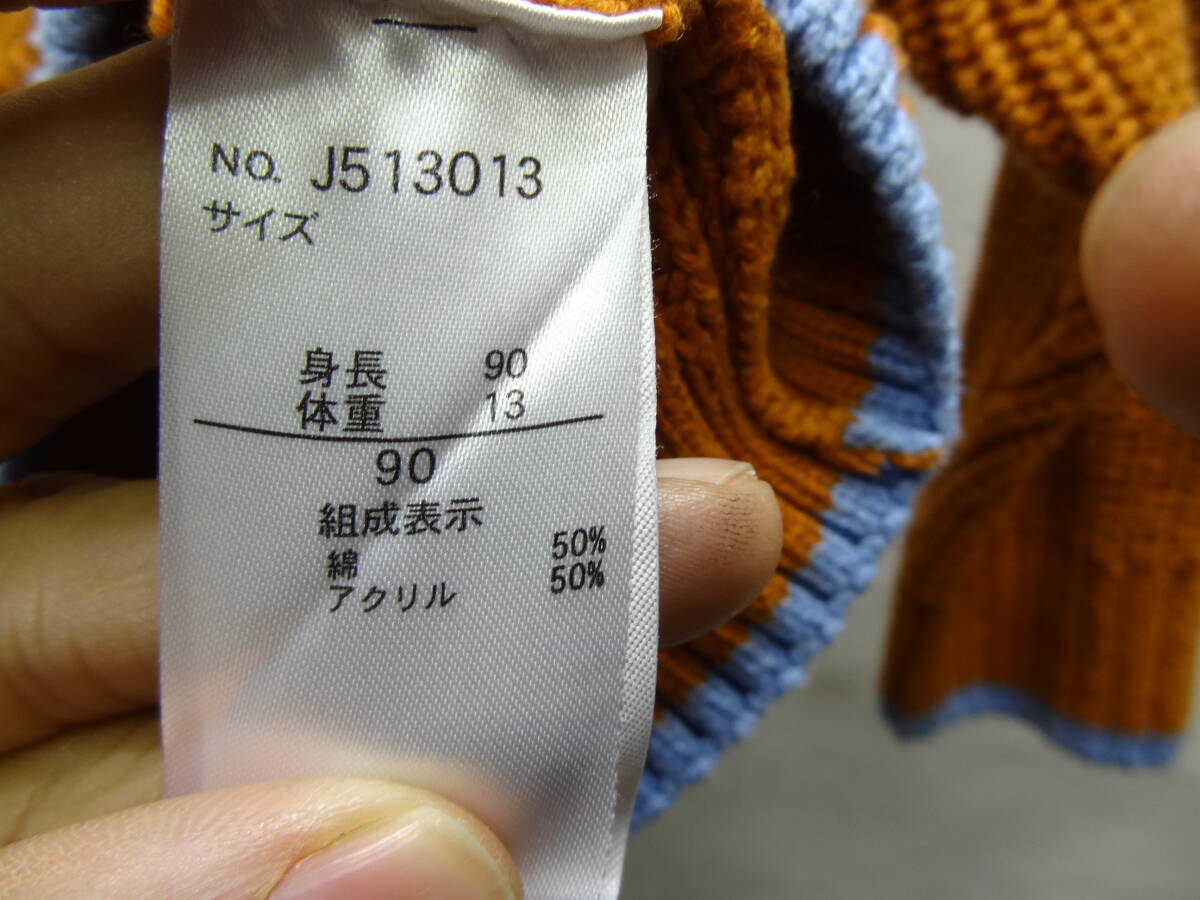 No. J513013
サイズ
身長 90
体重 13
90
組成表示
綿 50%
アクリル 50%